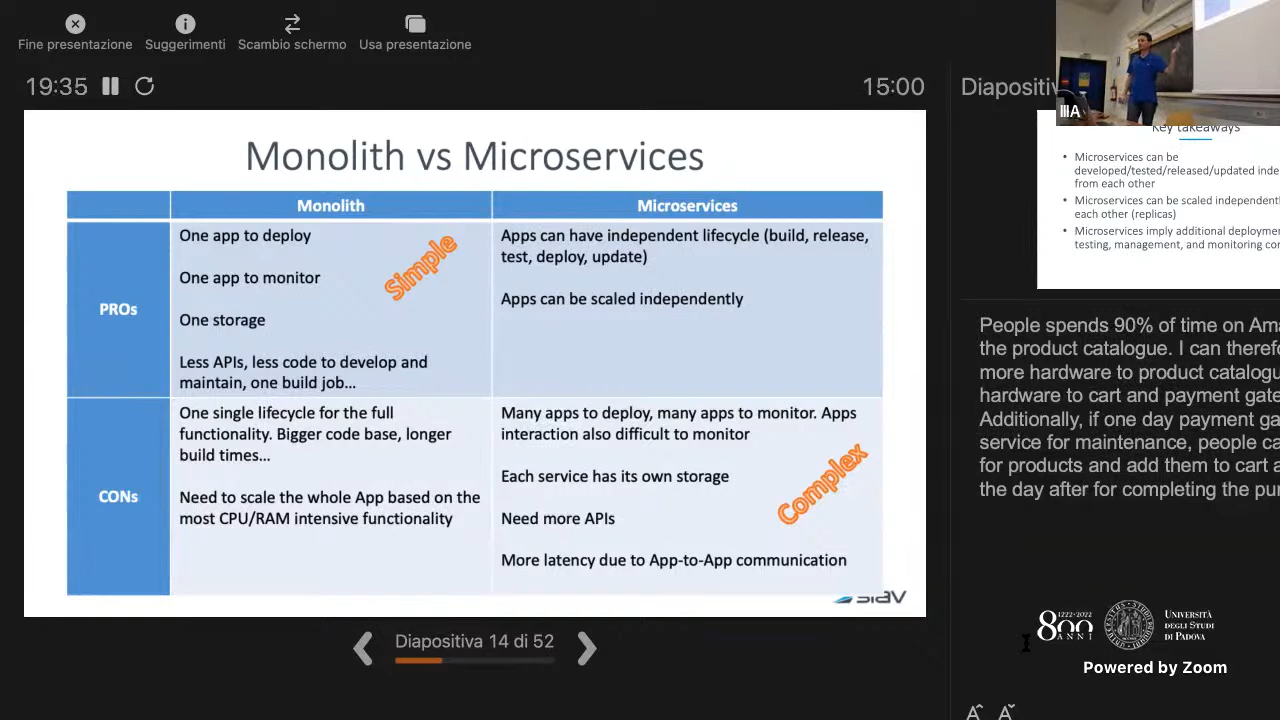 Fine presentazione
Suggerimenti
Scambio schermo
Usa presentazione
19:35
15:00
Monolith vs Microservices
Monolith
Microservices
PROs
One app to deploy
One app to monitor
One storage
Less APIs, less code to develop and
maintain, one build job...
Simple
Apps can have independent lifecycle (build, release,
test, deploy, update)
Apps can be scaled independently
CONs
One single lifecycle for the full
functionality. Bigger code base, longer
build times...
Need to scale the whole App based on the
most CPU/RAM intensive functionality
Many apps to deploy, many apps to monitor. Apps
interaction also difficult to monitor
Each service has its own storage
Need more APIs
More latency due to App-to-App communication
Complex
siav
Diapositiva 14 di 52
Diapositiv
IIIA
Key takeaways
• Microservices can be
developed/tested/released/updated inde
from each other
• Microservices can be scaled independentl
each other (replicas)
• Microservices imply additional deployme
testing, management, and monitoring co
People spends 90% of time on Ama
the product catalogue. I can therefo
more hardware to product catalogu
hardware to cart and payment gate
Additionally, if one day payment ga
service for maintenance, people ca
for products and add them to cart a
the day after for completing the pur
1222·2022
800
ANNI
UNIVERSITÀ
DEGLI STUDI
DI PADOVA
Powered by Zoom
A A